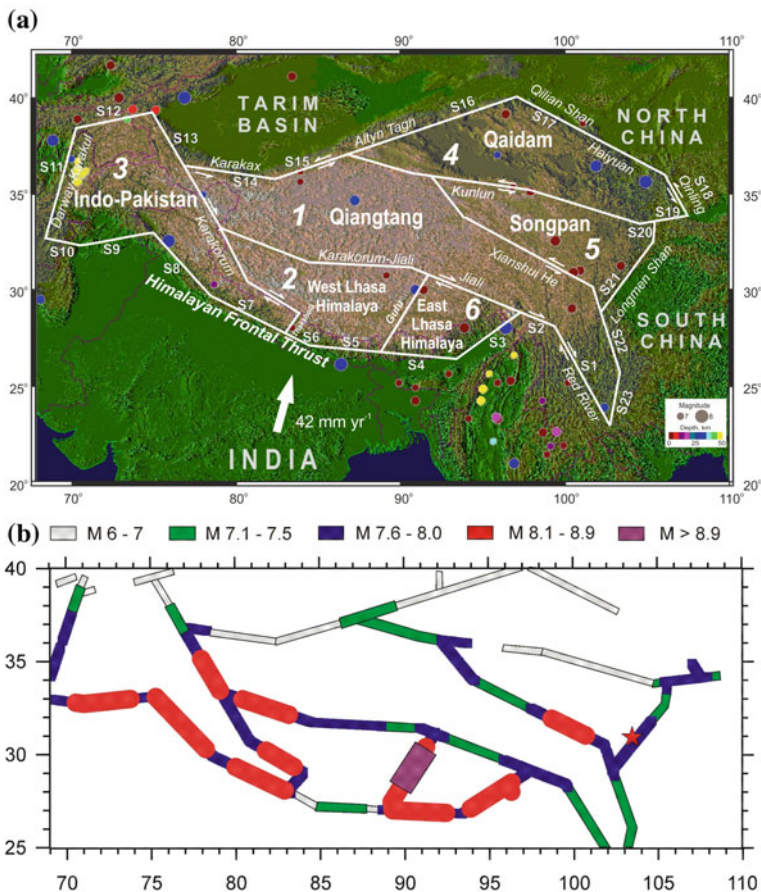 (a)
70° 80° 90° 100° 110°
40°
35°
30°
25°
20°
40°
35°
30°
25°
20°
70° 80° 90° 100° 110°
TARIM
BASIN
NORTH
CHINA
SOUTH
CHINA
INDIA
42 mm yr-1
Himalayan Frontal Thrust
1
Qiangtang
2
West Lhasa
Himalaya
3
Indo-Pakistan
4
Qaidam
5
Songpan
6
East
Lhasa
Himalaya
Karakax
Altyn Tagh
Qilian Shan
Haiyuan
Qinling
Kunlun
Xianshui He
Longmen Shan
Karakorum
Karakorum-Jiali
Jiali
Gulu
Red River
S1
S2
S3
S4
S5
S6
S7
S8
S9
S10
S11
S12
S13
S14
S15
S16
S17
S18
S19
S20
S21
S22
S23
Magnitude
7 8
Depth, km
0 25 50
(b)
M 6 - 7 M 7.1 - 7.5 M 7.6 - 8.0 M 8.1 - 8.9 M > 8.9
40
35
30
25
70 75 80 85 90 95 100 105 110